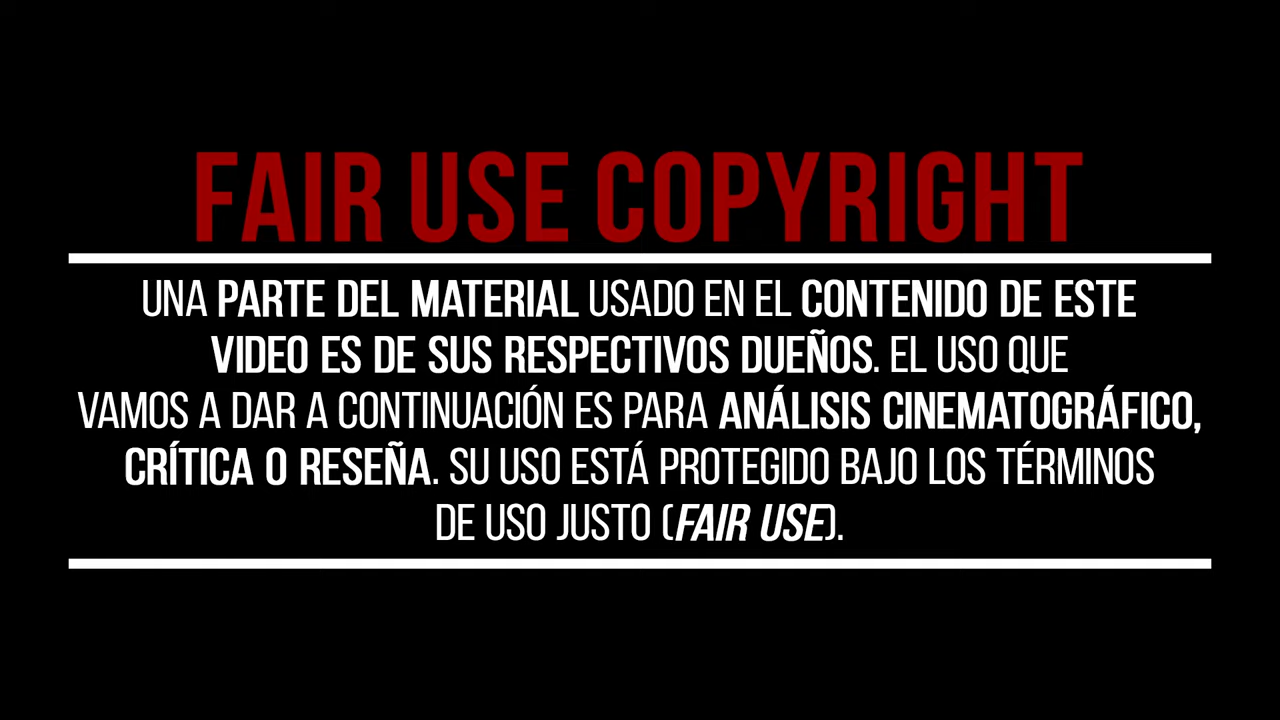 FAIR USE COPYRIGHT
UNA PARTE DEL MATERIAL USADO EN EL CONTENIDO DE ESTE
VIDEO ES DE SUS RESPECTIVOS DUEÑOS. EL USO QUE
VAMOS A DAR A CONTINUACIÓN ES PARA ANÁLISIS CINEMATOGRÁFICO,
CRÍTICA O RESEÑA. SU USO ESTÁ PROTEGIDO BAJO LOS TÉRMINOS
DE USO JUSTO (FAIR USE).